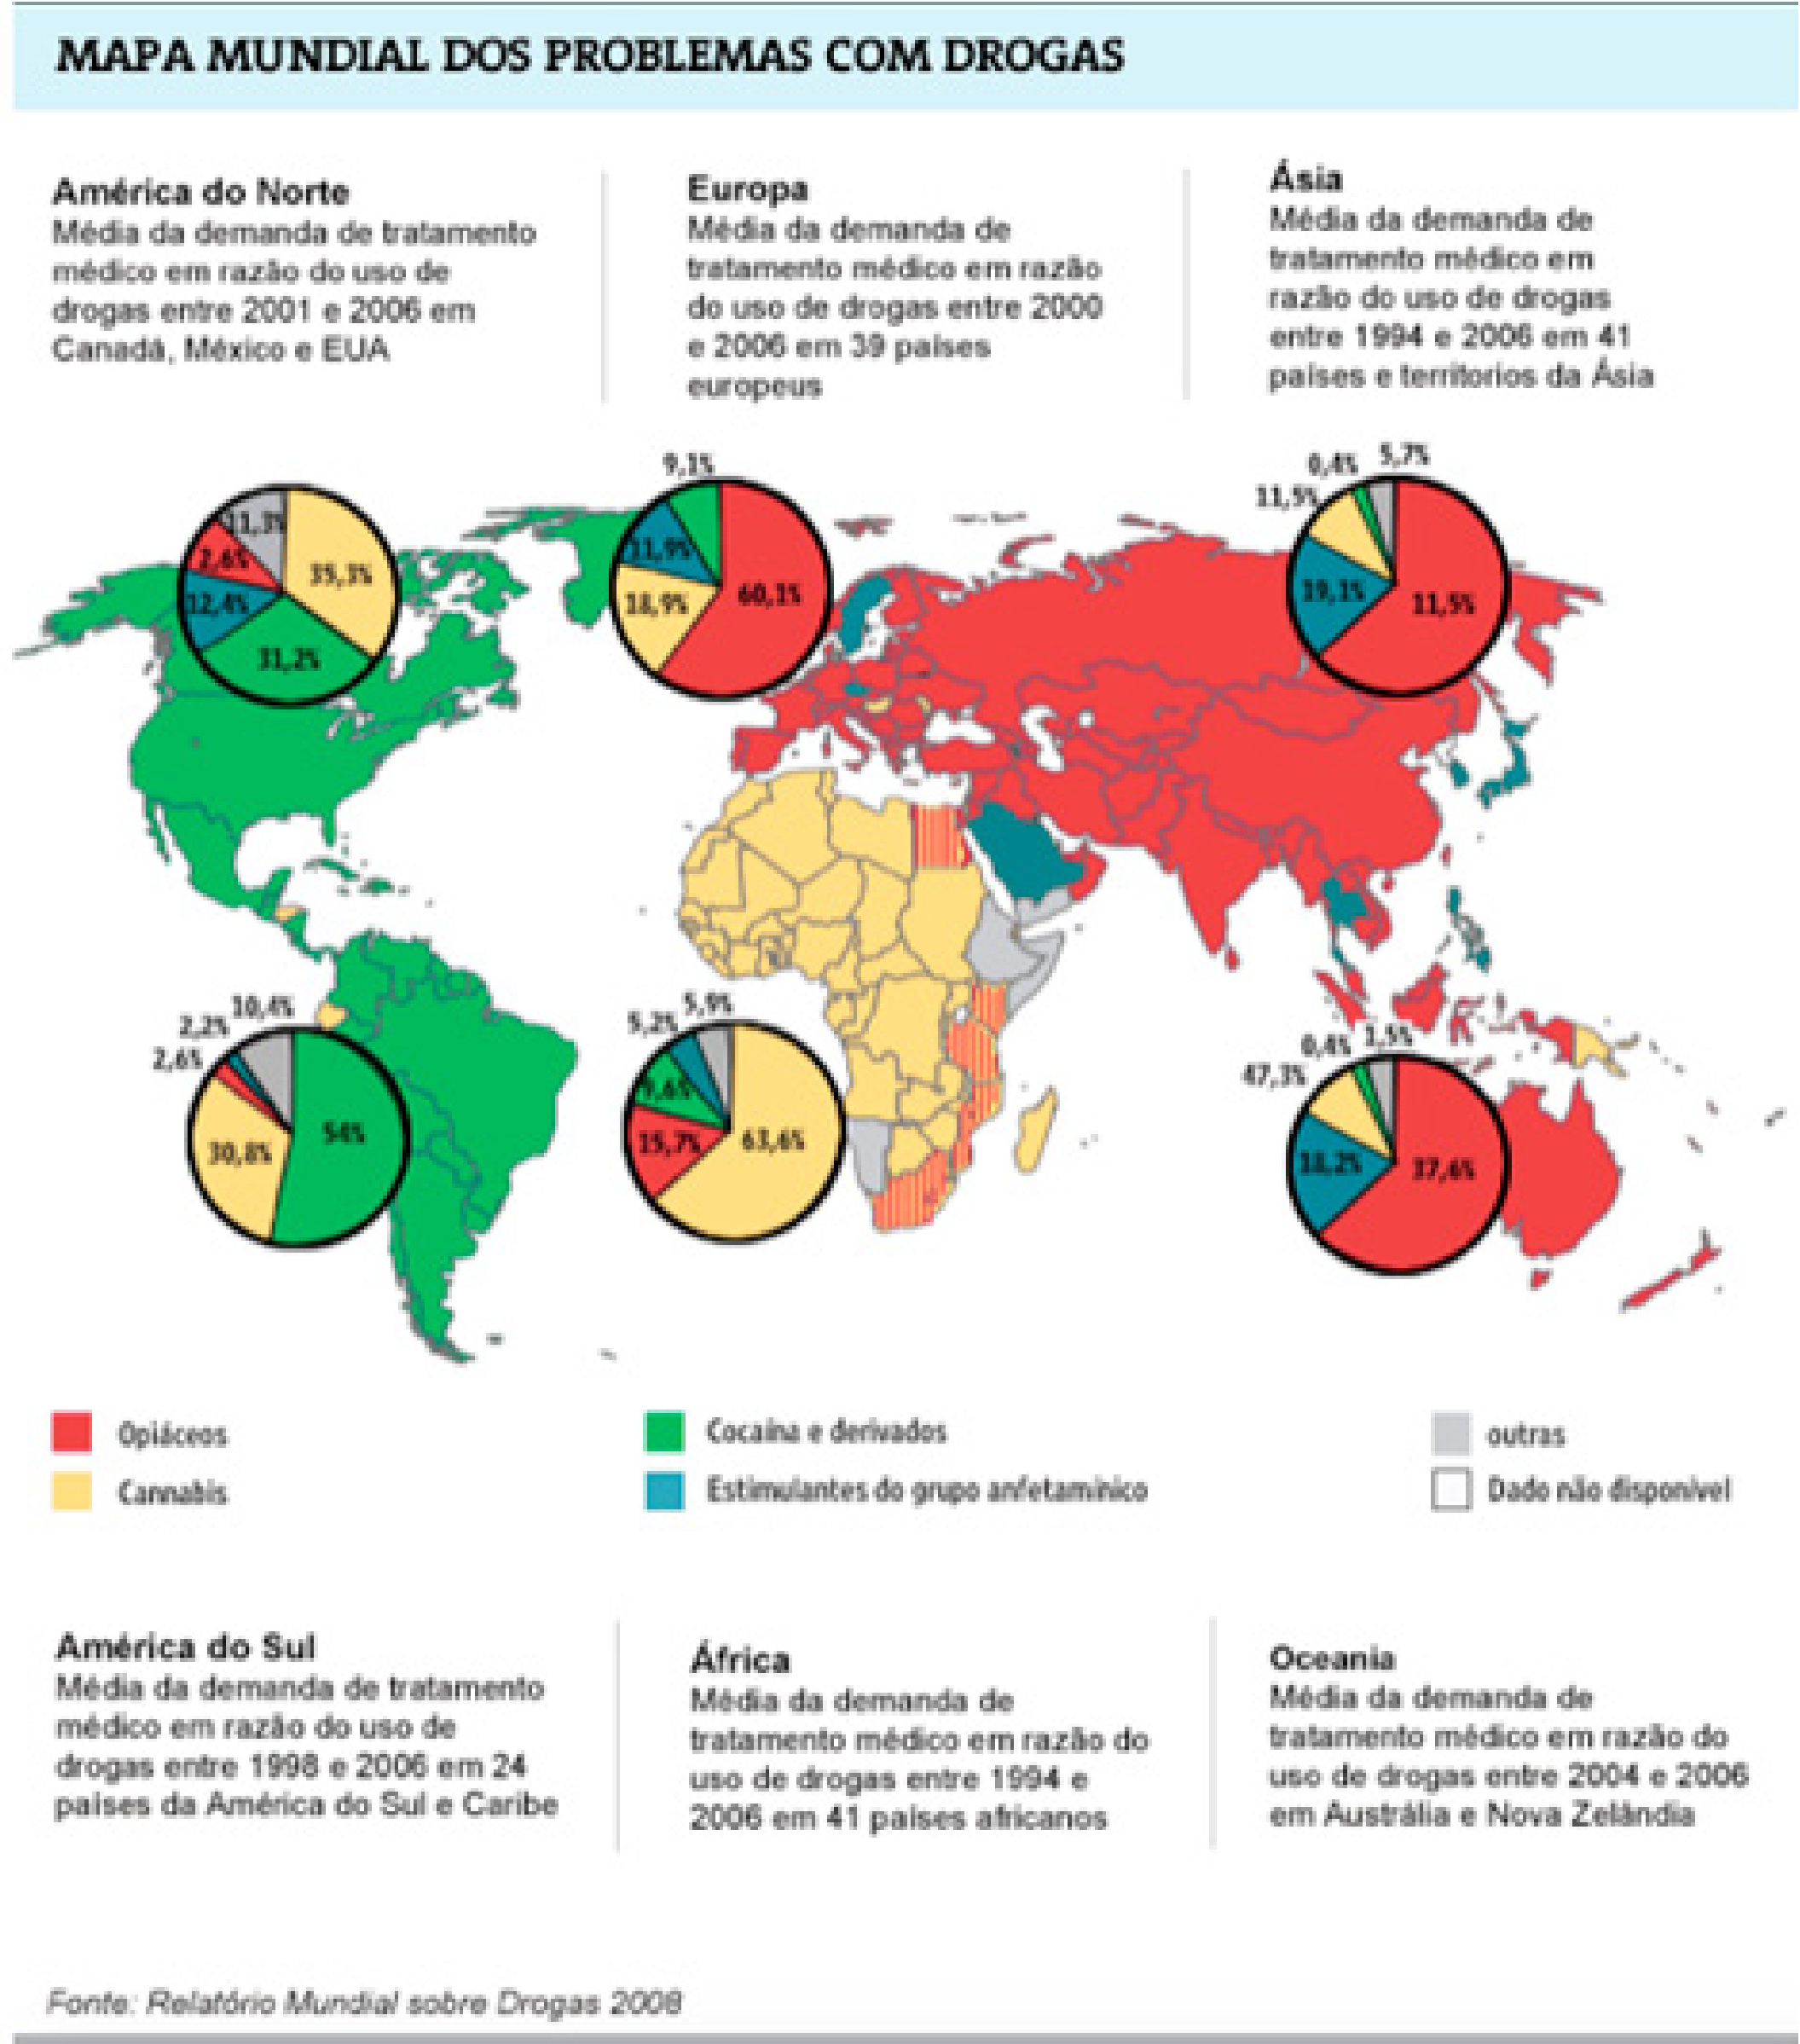 MAPA MUNDIAL DOS PROBLEMAS COM DROGAS
América do Norte
Média da demanda de tratamento
médico em razão do uso de
drogas entre 2001 e 2006 em
Canadá, México e EUA
Europa
Média da demanda de
tratamento médico em razão
do uso de drogas entre 2000
e 2006 em 39 países
europeus
Ásia
Média da demanda de
tratamento médico em
razão do uso de drogas
entre 1994 e 2006 em 41
países e territorios da Ásia
11,3%
2,6%
35,3%
12,4%
31,2%
9,1%
11,9%
18,9%
60,1%
0,4%
5,7%
11,5%
19,1%
11,5%
10,4%
2,2%
2,6%
54%
30,8%
5,9%
5,2%
9,6%
15,7%
63,6%
1,5%
0,4%
47,3%
18,2%
37,6%
Opiáceos
Cannabis
Cocaína e derivados
Estimulantes do grupo anfetamínico
outras
Dado não disponível
América do Sul
Média da demanda de tratamento
médico em razão do uso de
drogas entre 1998 e 2006 em 24
países da América do Sul e Caribe
África
Média da demanda de
tratamento médico em razão do
uso de drogas entre 1994 e
2006 em 41 países africanos
Oceania
Média da demanda de
tratamento médico em razão do
uso de drogas entre 2004 e 2006
em Austrália e Nova Zelândia
Fonte: Relatório Mundial sobre Drogas 2008